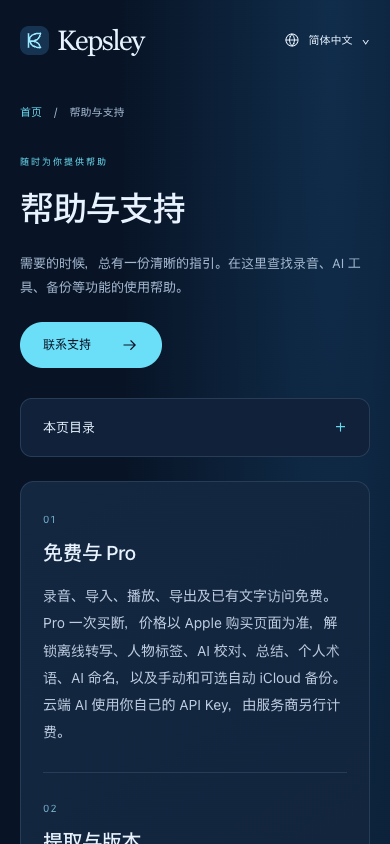 Kepsley
简体中文
首页 / 帮助与支持
随时为你提供帮助
帮助与支持
需要的时候，总有一份清晰的指引。在这里查找录音、AI 工
具、备份等功能的使用帮助。
联系支持 →
本页目录 +
01
免费与 Pro
录音、导入、播放、导出及已有文字访问免费。
Pro 一次买断，价格以 Apple 购买页面为准，解
锁离线转写、人物标签、AI 校对、总结、个人术
语、AI 命名，以及手动和可选自动 iCloud 备份。
云端 AI 使用你自己的 API Key，由服务商另行计
费。
02
提取与版本